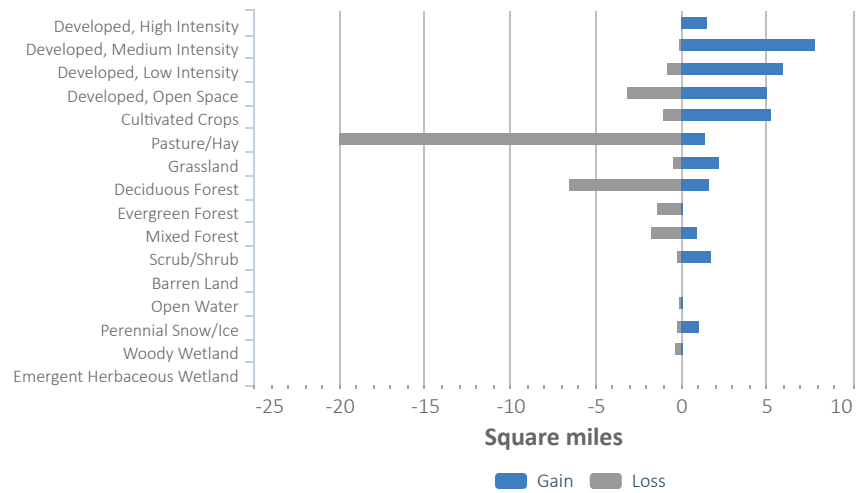 Developed, High Intensity
Developed, Medium Intensity
Developed, Low Intensity
Developed, Open Space
Cultivated Crops
Pasture/Hay
Grassland
Deciduous Forest
Evergreen Forest
Mixed Forest
Scrub/Shrub
Barren Land
Open Water
Perennial Snow/Ice
Woody Wetland
Emergent Herbaceous Wetland
-25 -20 -15 -10 -5 0 5 10
Square miles
Gain Loss